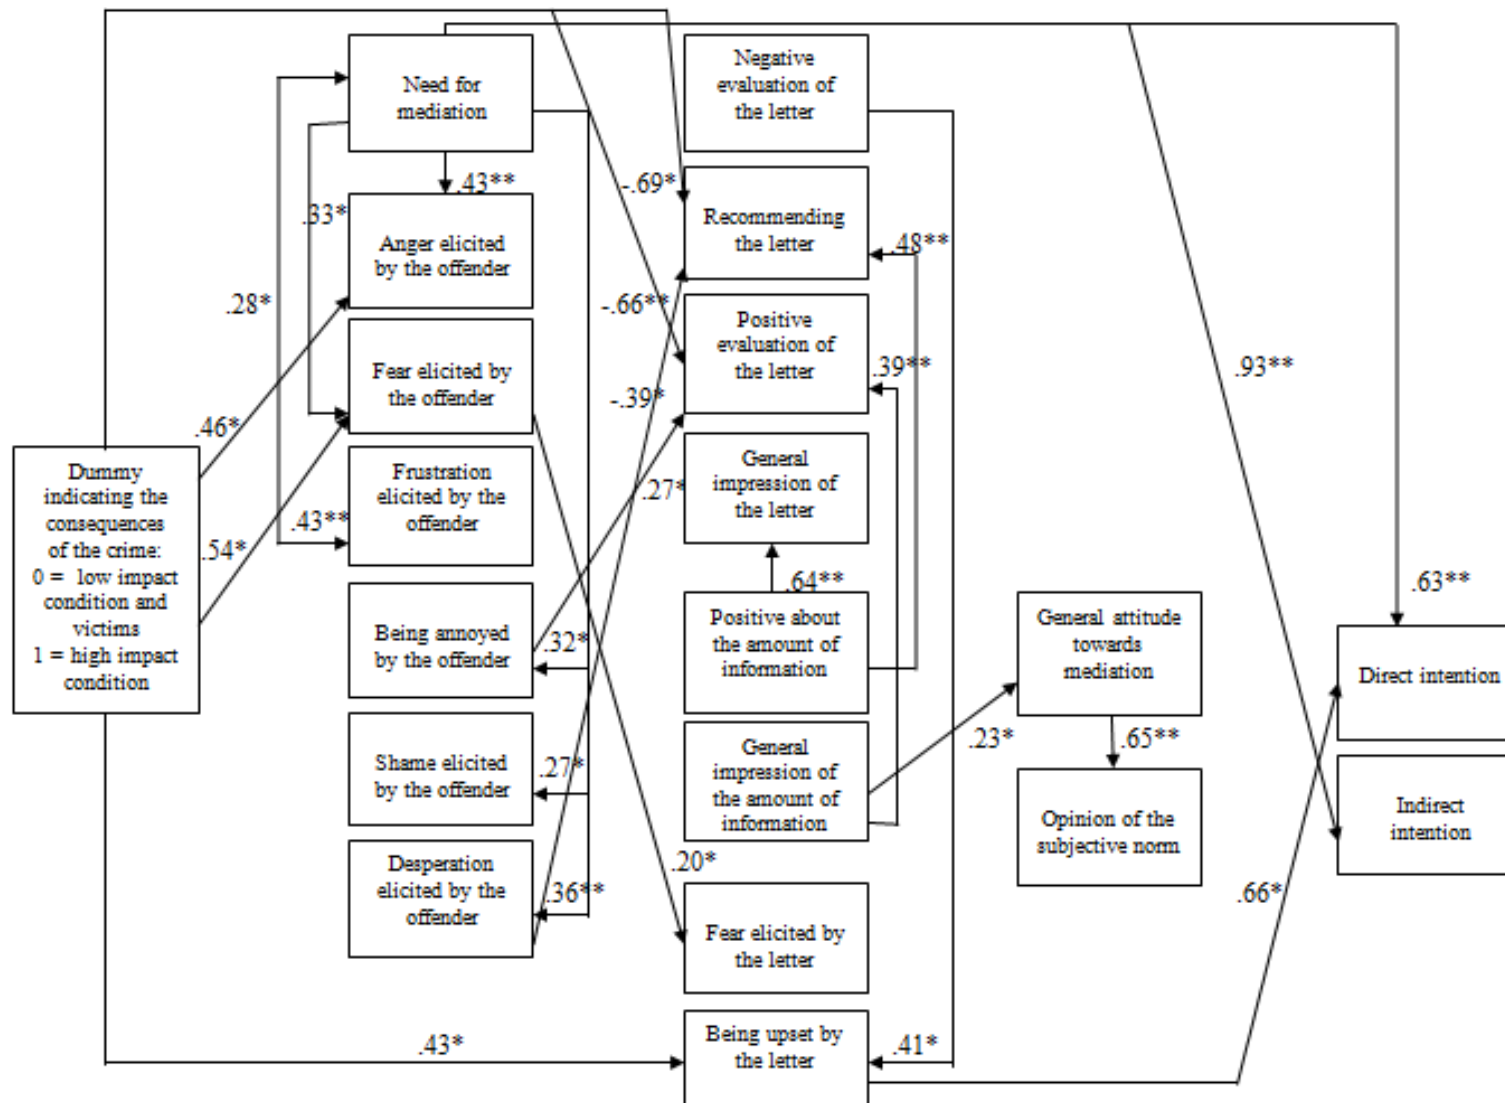 Need for
mediation
Negative
evaluation of
the letter
.43**
-.69*
.33*
Recommending
the letter
.48**
Anger elicited
by the offender
.28*
-.66**
Positive
evaluation of
the letter
.39**
.93**
Fear elicited by
the offender
-.39*
.46*
General
impression of
the letter
Dummy
indicating the
consequences
of the crime:
0 = low impact
condition and
victims
1 = high impact
condition
Frustration
elicited by the
offender
.27*
.43**
.54*
.64**
.63**
Being annoyed
by the offender
.32*
Positive about
the amount of
information
General attitude
towards
mediation
Direct intention
Shame elicited
by the offender
.27*
General
impression of
the amount of
information
.23*
.65**
Opinion of the
subjective norm
Indirect
intention
Desperation
elicited by the
offender
.36**
.20*
.66*
Fear elicited by
the letter
.43*
Being upset by
the letter
.41*